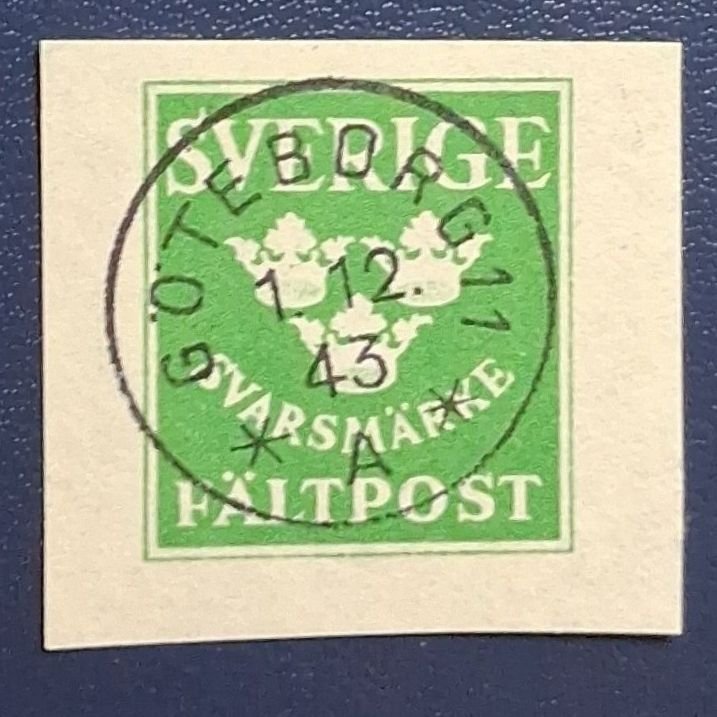 SVERIGE
SVARSMÄRKE
FÄLTPOST
GÖTEBORG 11
1. 12.
43
* A *